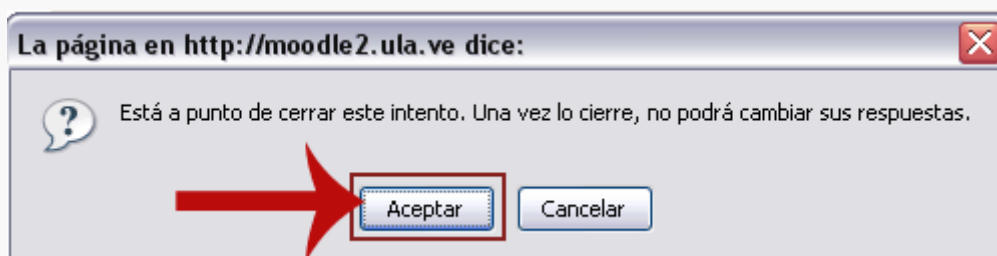 La página en http://moodle2.ula.ve dice:
Está a punto de cerrar este intento. Una vez lo cierre, no podrá cambiar sus respuestas.
Aceptar Cancelar